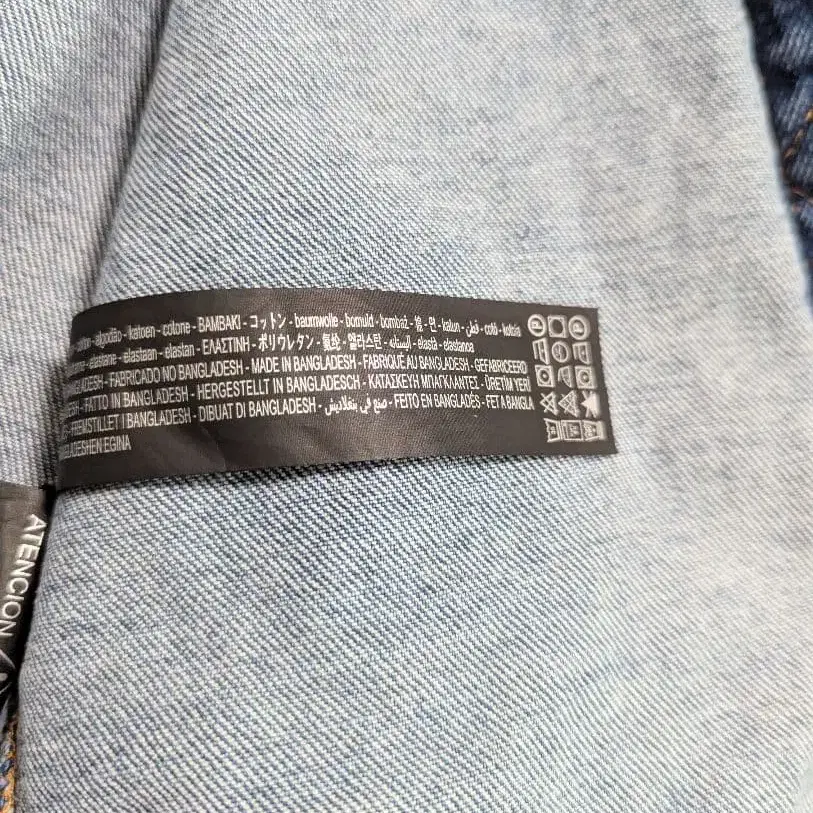 algodão - katoen - cotone - BAMBAKI - コットン - baumwolle - bomuld - bombaž - 棉 - 면 - katun - قطن - cotó - kotoia
elastane - elastaan - elastan - ΕΛΑΣΤΙΝΗ - ポリウレタン - 氨纶 - 엘라스틴 - الیستانه - elastà - elastanoa
- FABRICADO NO BANGLADESH - MADE IN BANGLADESH - FABRIQUÉ AU BANGLADESH - GEFABRICEERD
- FATTO IN BANGLADESH - HERGESTELLT IN BANGLADESCH - ΚΑΤΑΣΚΕΥΗ ΜΠΑΓΚΛΑΝΤΕΣ - ÜRETİM YERİ
FREMSTILLET I BANGLADESH - DIBUAT DI BANGLADESH - صنع في بنغلاديش - FEITO EN BANGLADÉS - FET A BANGLA
EGINA
ATENCION